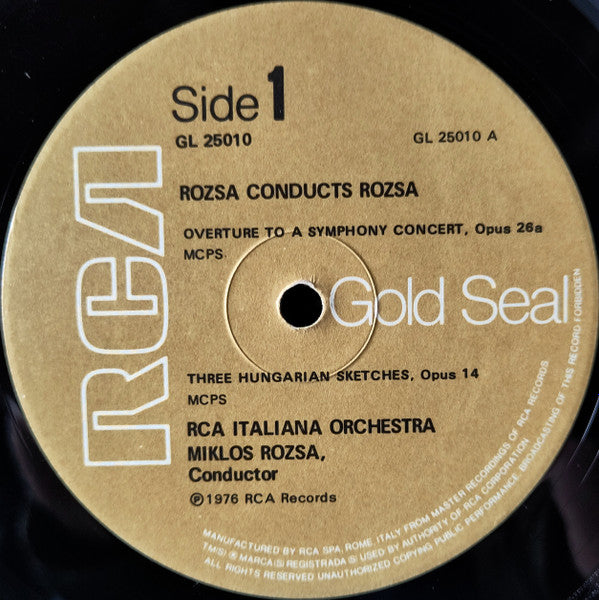 Side 1
GL 25010
GL 25010 A
RCA
ROZSA CONDUCTS ROZSA
OVERTURE TO A SYMPHONY CONCERT, Opus 26a
MCPS
Gold Seal
THREE HUNGARIAN SKETCHES, Opus 14
MCPS
RCA ITALIANA ORCHESTRA
MIKLOS ROZSA,
Conductor
Ⓟ1976 RCA Records
MANUFACTURED BY RCA SPA, ROME, ITALY, FROM MASTER RECORDINGS OF RCA RECORDS
TM(S) ® MARCA(S) REGISTRADA(S) USED BY AUTHORITY OF RCA CORPORATION
ALL RIGHTS RESERVED UNAUTHORIZED COPYING PUBLIC PERFORMANCE, BROADCASTING OF THIS RECORD FORBIDDEN